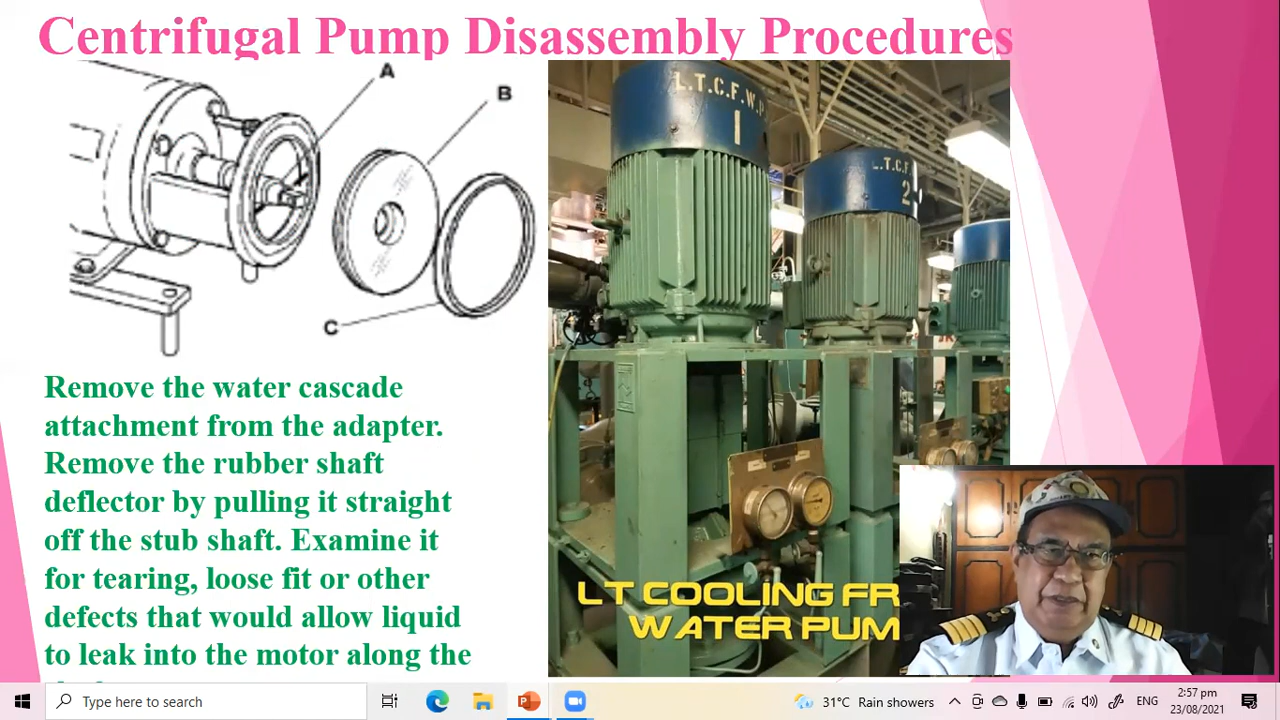 Centrifugal Pump Disassembly Procedures
A
B
C
L.T.C.F.W.P
1
L.T.C.F
2
Remove the water cascade
attachment from the adapter.
Remove the rubber shaft
deflector by pulling it straight
off the stub shaft. Examine it
for tearing, loose fit or other
defects that would allow liquid
to leak into the motor along the
LT COOLING FR
WATER PUM
Type here to search
31°C Rain showers
ENG
2:57 pm
23/08/2021